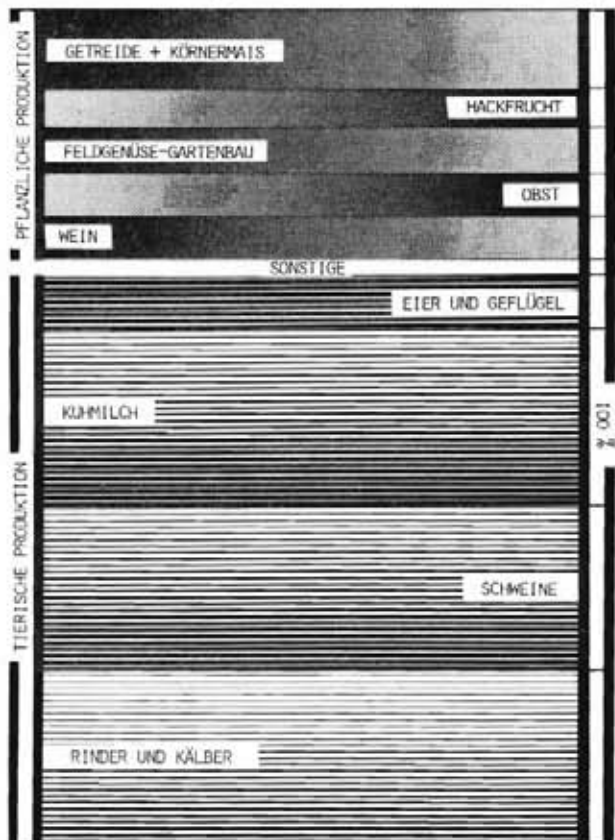 PFLANZLICHE PRODUKTION
GETREIDE + KÖRNERMAIS
HACKFRUCHT
FELDGENÜSE-GARTENBAU
OBST
WEIN
SONSTIGE
EIER UND GEFLÜGEL
KUHMILCH
100 %
TIERISCHE PRODUKTION
SCHWEINE
RINDER UND KÄLBER